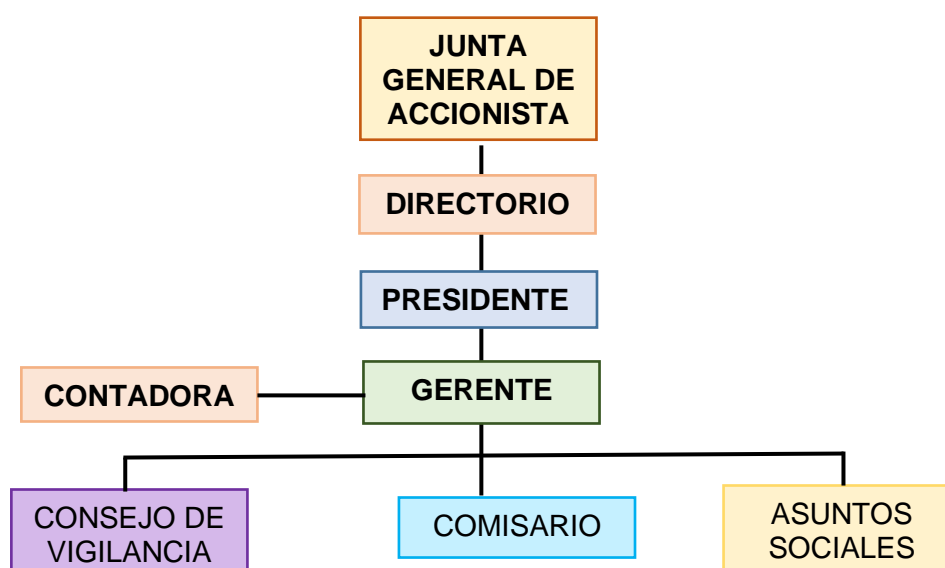 JUNTA
GENERAL DE
ACCIONISTA
DIRECTORIO
PRESIDENTE
CONTADORA
GERENTE
CONSEJO DE
VIGILANCIA
COMISARIO
ASUNTOS
SOCIALES